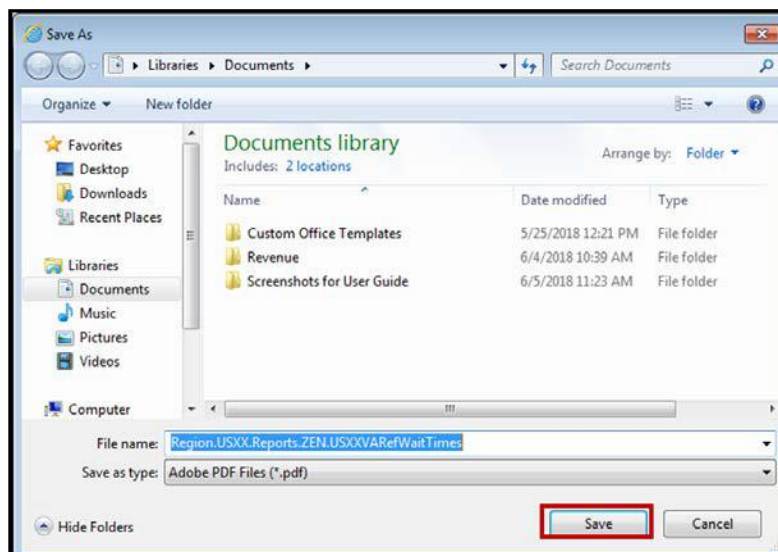 Save As
Libraries Documents
Search Documents
Organize New folder
Favorites
Desktop
Downloads
Recent Places
Libraries
Documents
Music
Pictures
Videos
Computer
Documents library
Includes: 2 locations
Arrange by: Folder
Name Date modified Type
Custom Office Templates 5/25/2018 12:21 PM File folder
Revenue 6/4/2018 10:39 AM File folder
Screenshots for User Guide 6/5/2018 11:23 AM File folder
File name: Region.USXX.Reports.ZEN.USXXVARefWaitTimes
Save as type: Adobe PDF Files (*.pdf)
Hide Folders
Save Cancel